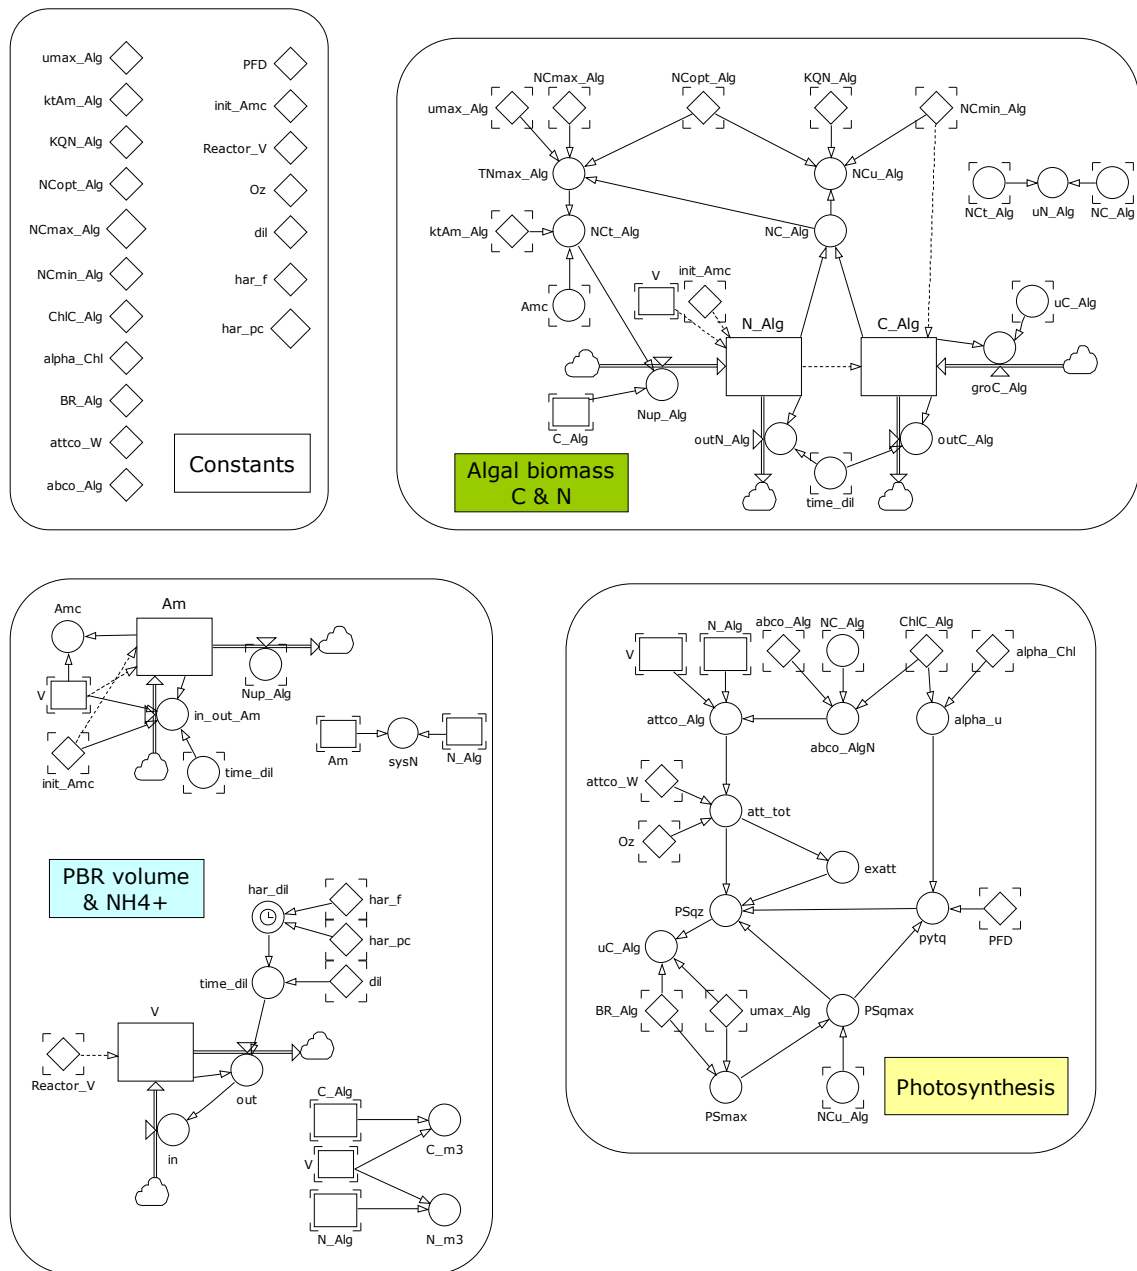 umax_Alg
ktAm_Alg
KQN_Alg
NCopt_Alg
NCmax_Alg
NCmin_Alg
ChlC_Alg
alpha_Chl
BR_Alg
attco_W
abco_Alg
PFD
init_Amc
Reactor_V
Oz
dil
har_f
har_pc
Constants
NCmax_Alg
NCopt_Alg
KQN_Alg
umax_Alg
NCmin_Alg
TNmax_Alg
NCu_Alg
NCt_Alg
uN_Alg
NC_Alg
ktAm_Alg
NCt_Alg
NC_Alg
V
init_Amc
Amc
uC_Alg
N_Alg
C_Alg
groC_Alg
Nup_Alg
C_Alg
outN_Alg
outC_Alg
time_dil
Algal biomass
C & N
Am
Amc
Nup_Alg
V
in_out_Am
init_Amc
time_dil
Am
sysN
N_Alg
PBR volume
& NH4+
har_dil
har_f
har_pc
time_dil
dil
V
Reactor_V
out
in
C_Alg
C_m3
V
N_Alg
N_m3
abco_Alg
NC_Alg
ChlC_Alg
N_Alg
V
alpha_Chl
attco_Alg
abco_AlgN
alpha_u
attco_W
att_tot
Oz
exatt
PSqz
pytq
PFD
uC_Alg
BR_Alg
umax_Alg
PSqmax
PSmax
NCu_Alg
Photosynthesis